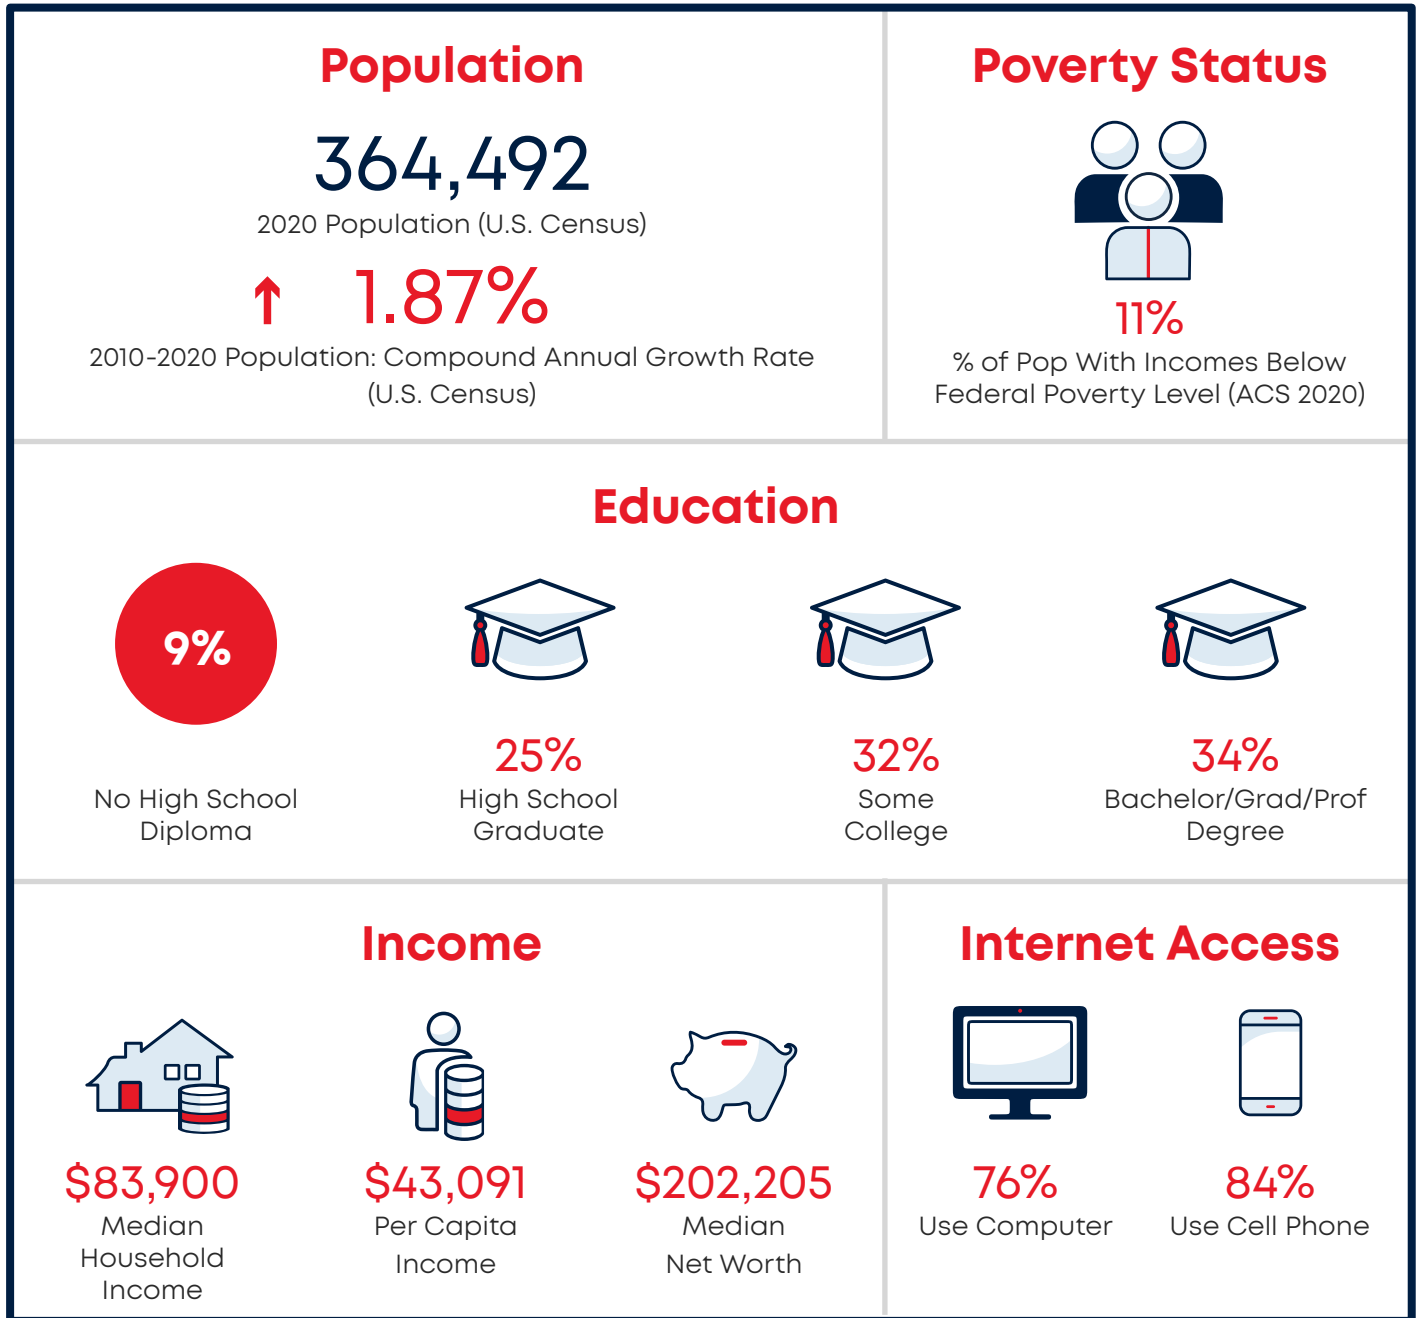 Population
364,492
2020 Population (U.S. Census)
↑ 1.87%
2010-2020 Population: Compound Annual Growth Rate
(U.S. Census)
Poverty Status
11%
% of Pop With Incomes Below
Federal Poverty Level (ACS 2020)
Education
9%
No High School
Diploma
25%
High School
Graduate
32%
Some
College
34%
Bachelor/Grad/Prof
Degree
Income
$83,900
Median
Household
Income
$43,091
Per Capita
Income
$202,205
Median
Net Worth
Internet Access
76%
Use Computer
84%
Use Cell Phone